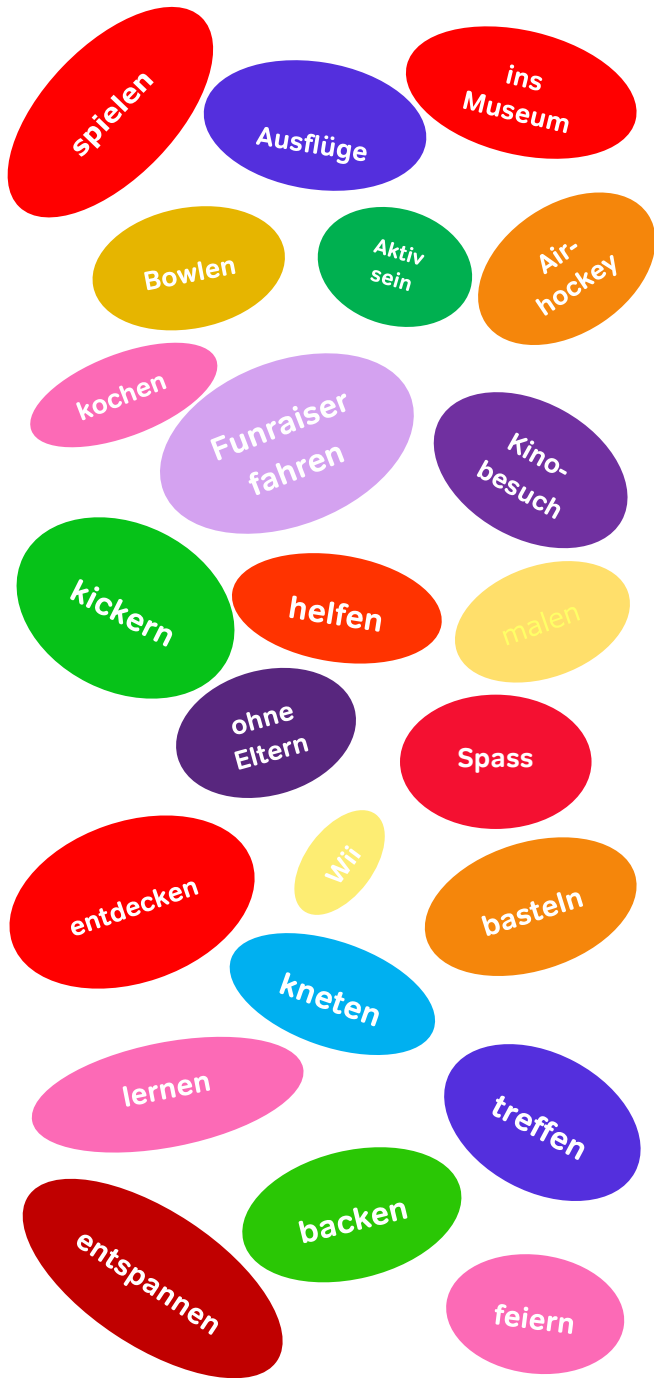 spielen
Ausflüge
ins
Museum
Bowlen
Aktiv
sein
Air-
hockey
kochen
Funraiser
fahren
Kino-
besuch
kickern
helfen
malen
ohne
Eltern
Spass
entdecken
Wii
basteln
kneten
lernen
treffen
backen
entspannen
feiern